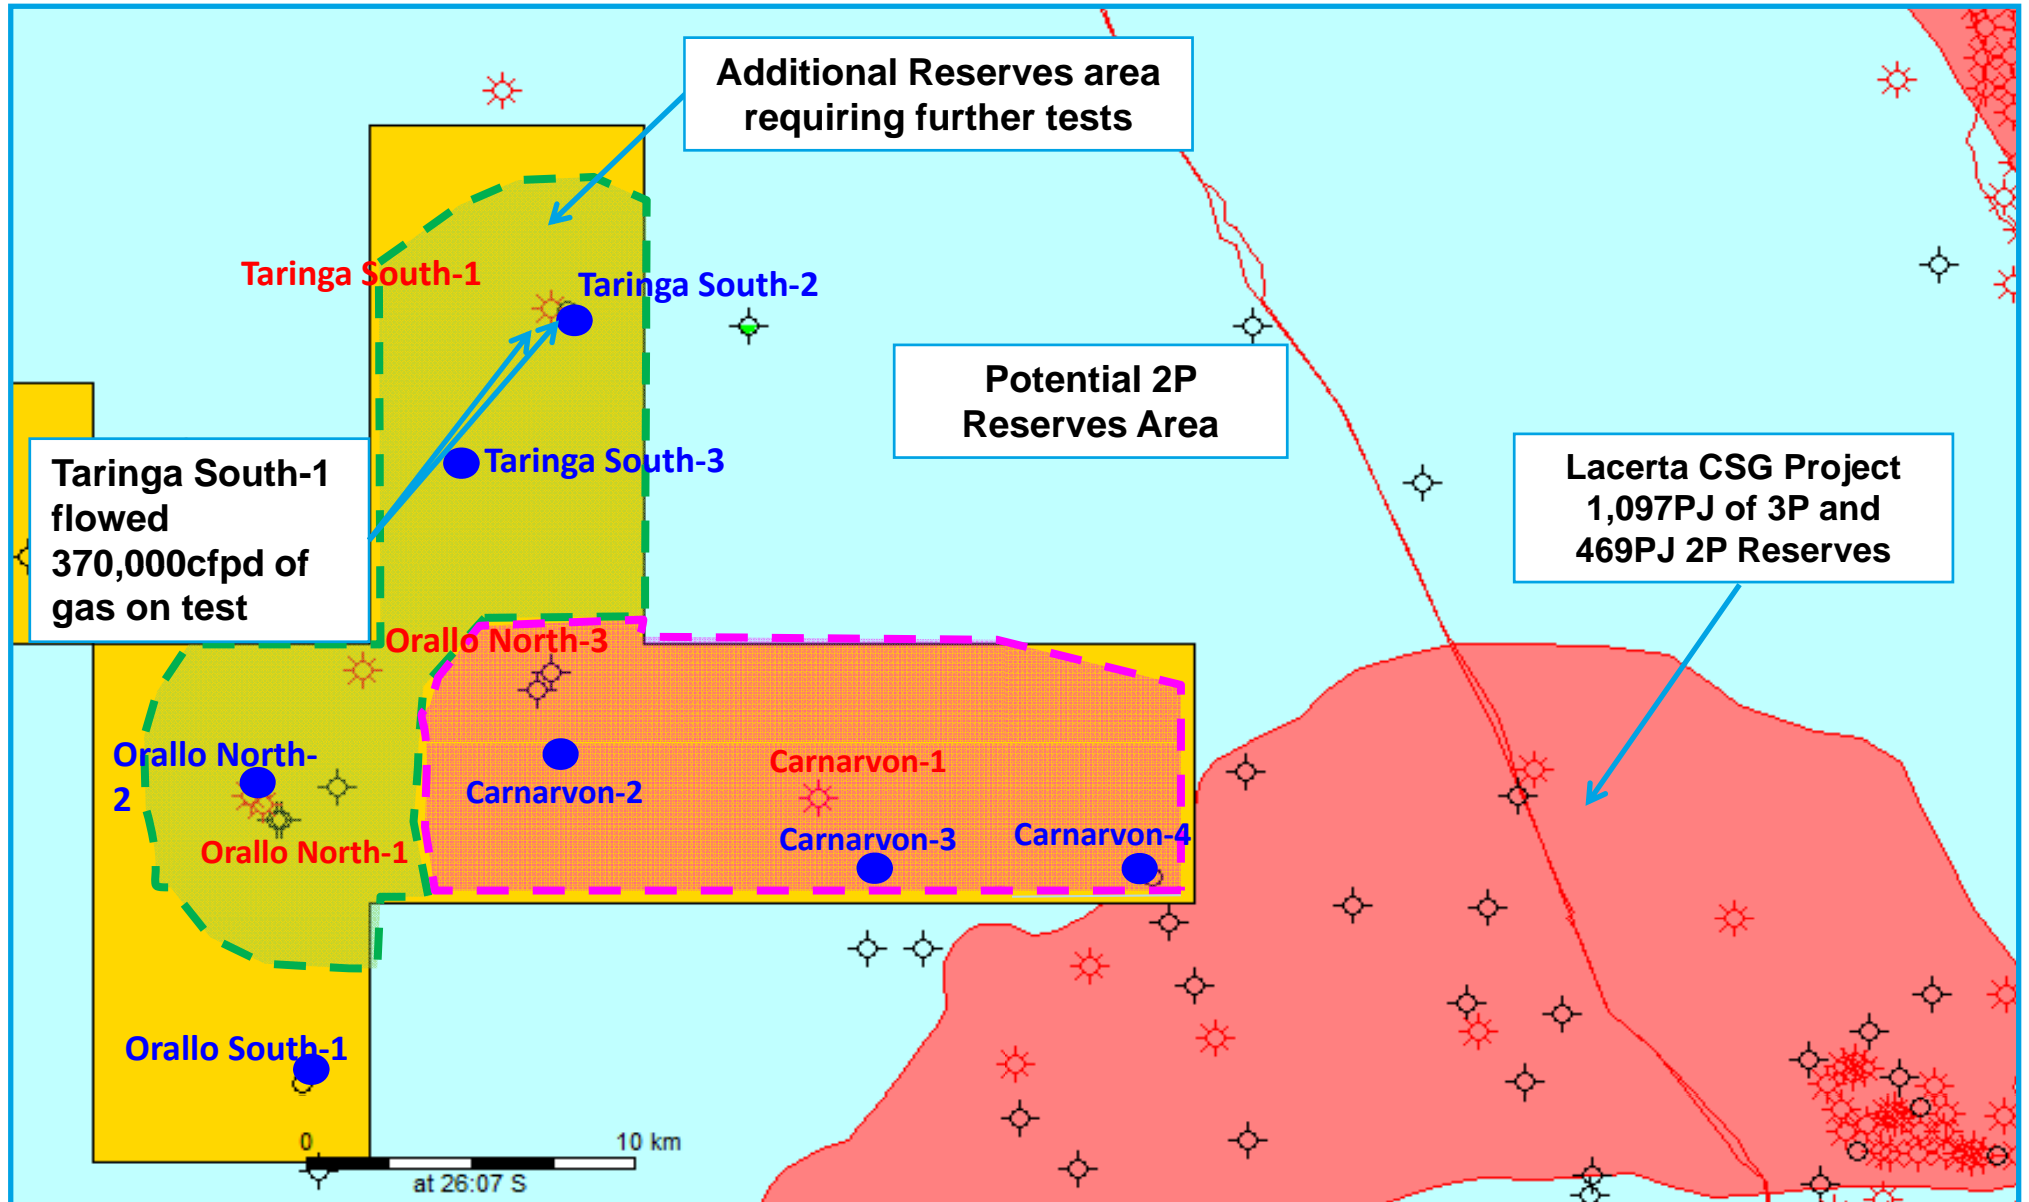 Additional Reserves area
requiring further tests
Taringa South-1
Taringa South-2
Potential 2P
Reserves Area
Taringa South-3
Lacerta CSG Project
1,097PJ of 3P and
469PJ 2P Reserves
Taringa South-1
flowed
370,000cfpd of
gas on test
Orallo North-3
Orallo North-
2
Carnarvon-1
Carnarvon-2
Carnarvon-3
Carnarvon-4
Orallo North-1
Orallo South-1
0 10 km
at 26:07 S